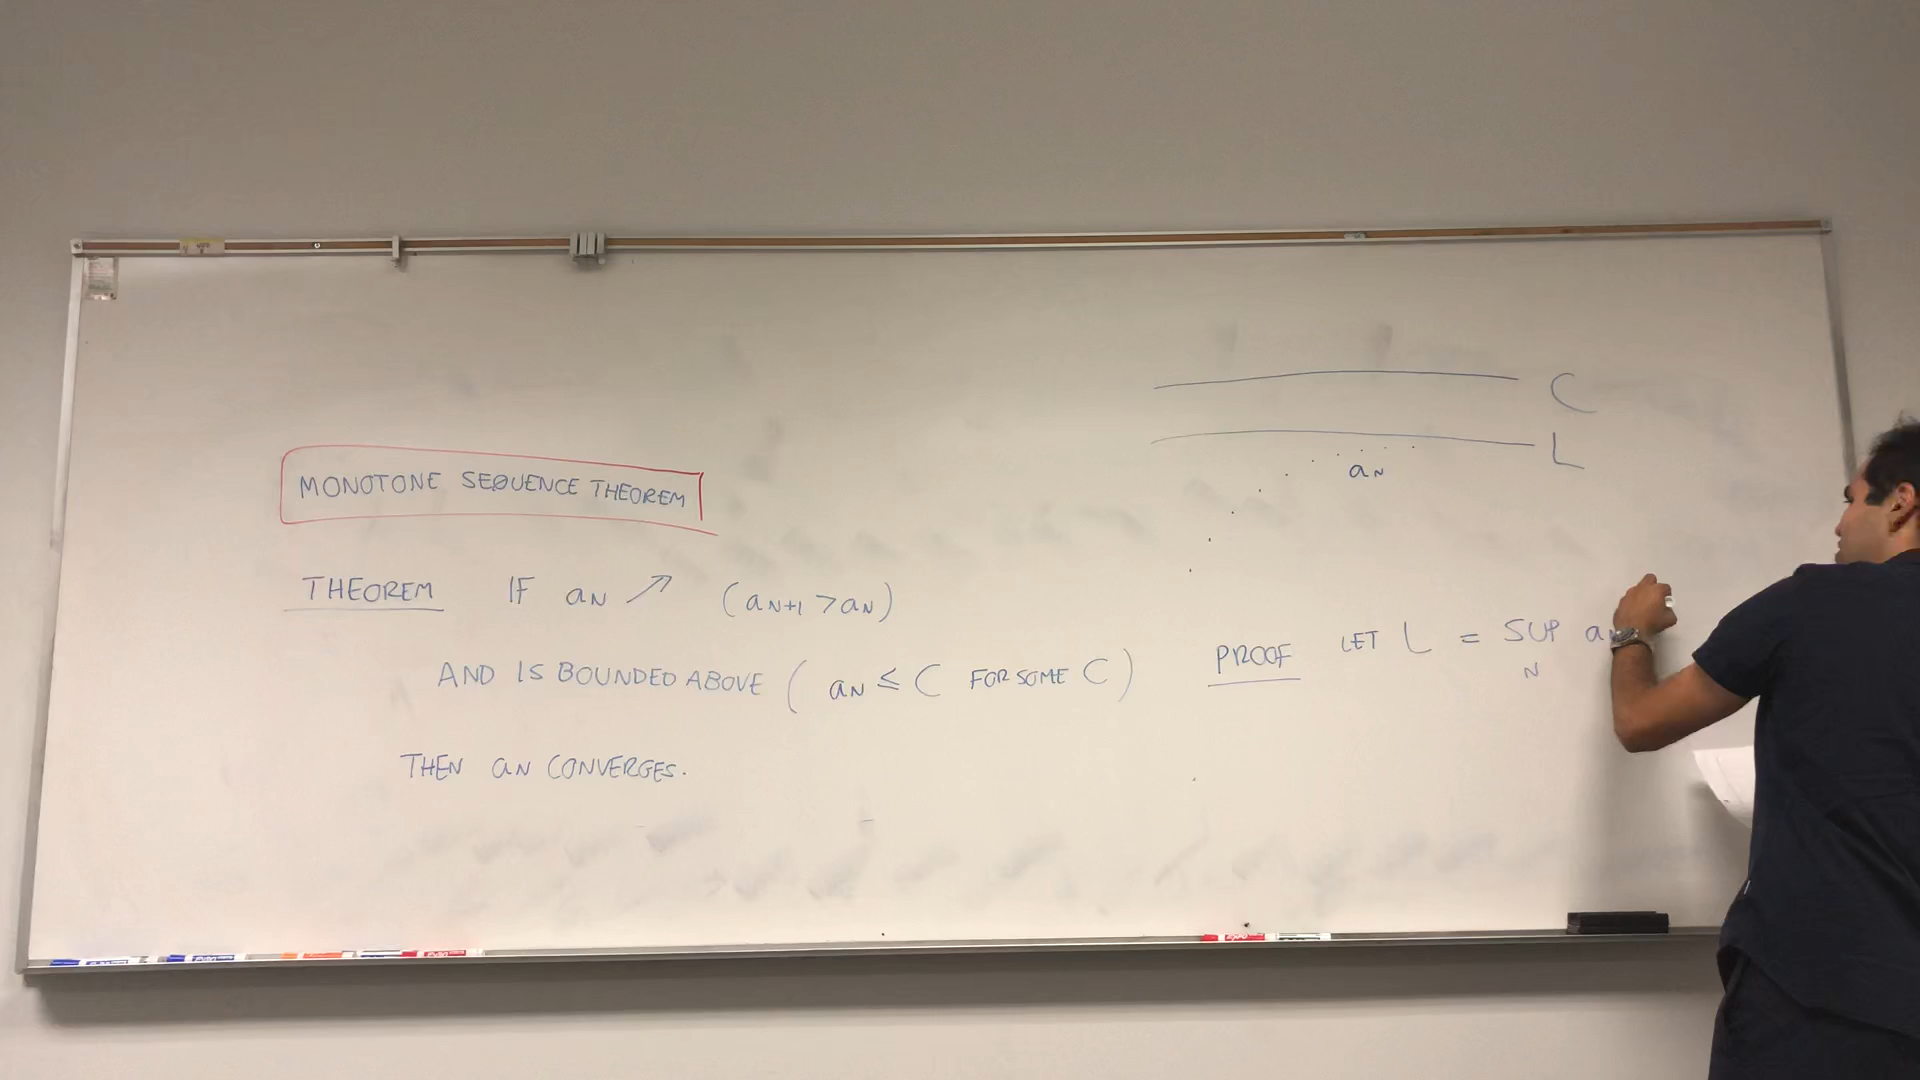 MONOTONE SEQUENCE THEOREM
THEOREM IF aN ↗ (aN+1 > aN)
AND IS BOUNDED ABOVE ( aN ≤ C FOR SOME C )
THEN aN CONVERGES.
C
L
aN
PROOF LET L = SUP a
N